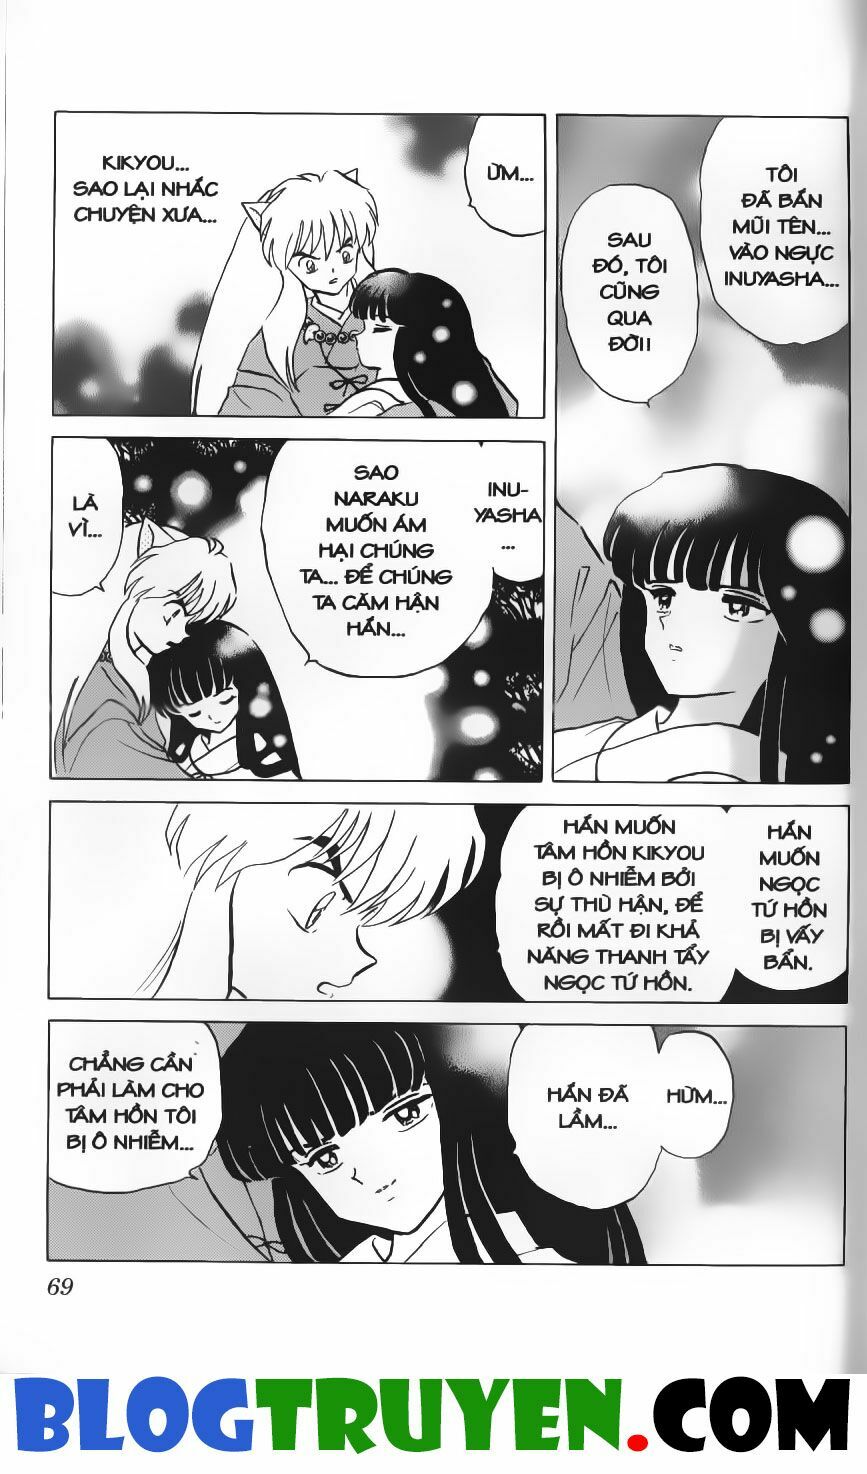 TÔI
ĐÃ BẮN
MŨI TÊN...
VÀO NGỰC
INUYASHA...
SAU
ĐÓ, TÔI
CŨNG
QUA
ĐỜI!
ỪM...
KIKYOU...
SAO LẠI NHẮC
CHUYỆN XƯA...
INU-
YASHA
...
SAO
NARAKU
MUỐN ÁM
HẠI CHÚNG
TA... ĐỂ CHÚNG
TA CĂM HẬN
HẮN...
LÀ
VÌ...
HẮN
MUỐN
NGỌC
TỨ HỒN
BỊ VẤY
BẨN.
HẮN MUỐN
TÂM HỒN KIKYOU
BỊ Ô NHIỄM BỞI
SỰ THÙ HẬN, ĐỂ
RỒI MẤT ĐI KHẢ
NĂNG THANH TẨY
NGỌC TỨ HỒN.
HỪM...
HẮN ĐÃ
LẦM...
CHẲNG CẦN
PHẢI LÀM CHO
TÂM HỒN TÔI
BỊ Ô NHIỄM...
69
BLOGTRUYEN.COM